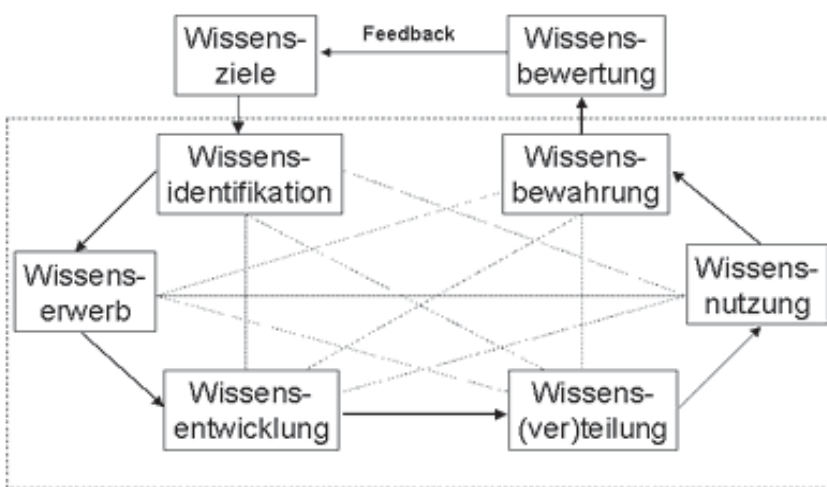 Wissens-
ziele
Feedback
Wissens-
bewertung
Wissens-
identifikation
Wissens-
bewahrung
Wissens-
erwerb
Wissens-
nutzung
Wissens-
entwicklung
Wissens-
(ver)teilung